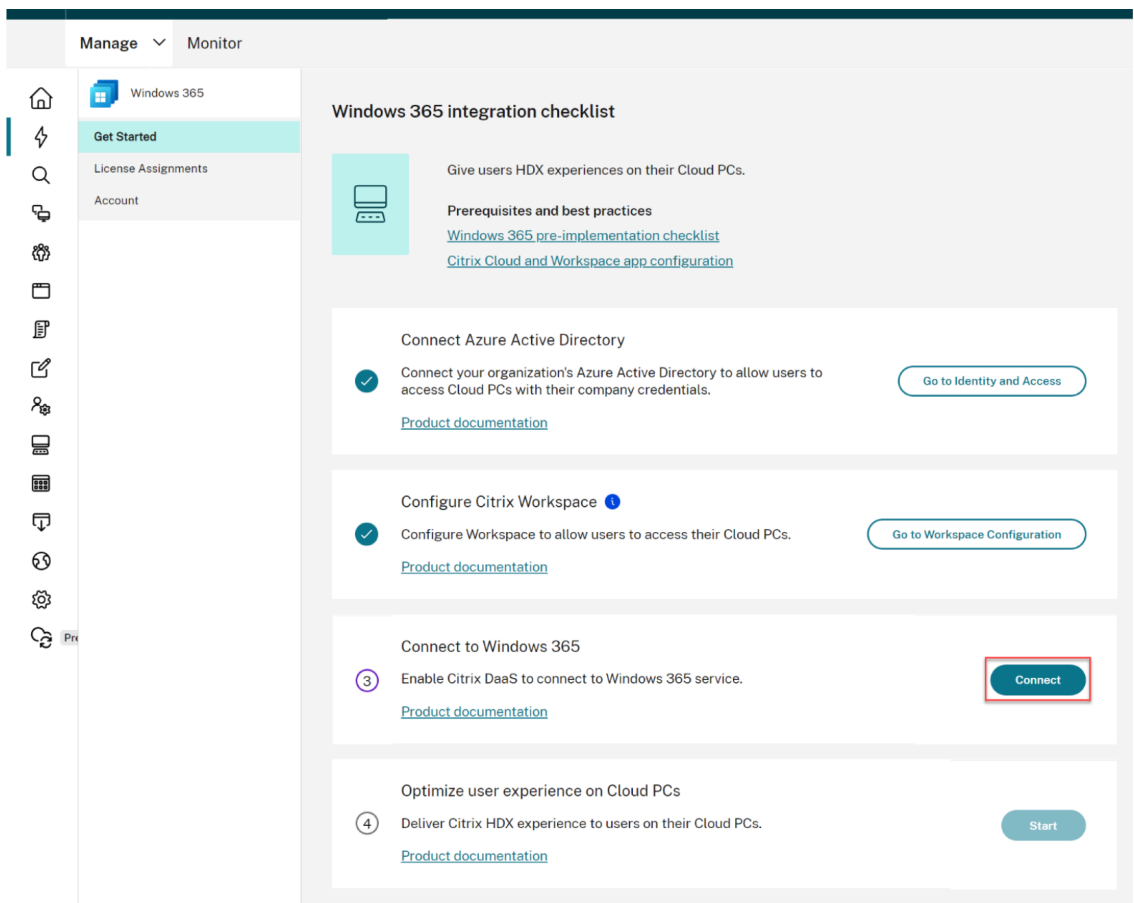 Manage Monitor
Windows 365
Get Started
License Assignments
Account
Pre
Windows 365 integration checklist
Give users HDX experiences on their Cloud PCs.
Prerequisites and best practices
Windows 365 pre-implementation checklist
Citrix Cloud and Workspace app configuration
Connect Azure Active Directory
Connect your organization's Azure Active Directory to allow users to
access Cloud PCs with their company credentials.
Go to Identity and Access
Product documentation
Configure Citrix Workspace i
Configure Workspace to allow users to access their Cloud PCs.
Go to Workspace Configuration
Product documentation
Connect to Windows 365
3 Enable Citrix DaaS to connect to Windows 365 service.
Connect
Product documentation
Optimize user experience on Cloud PCs
4 Deliver Citrix HDX experience to users on their Cloud PCs.
Start
Product documentation